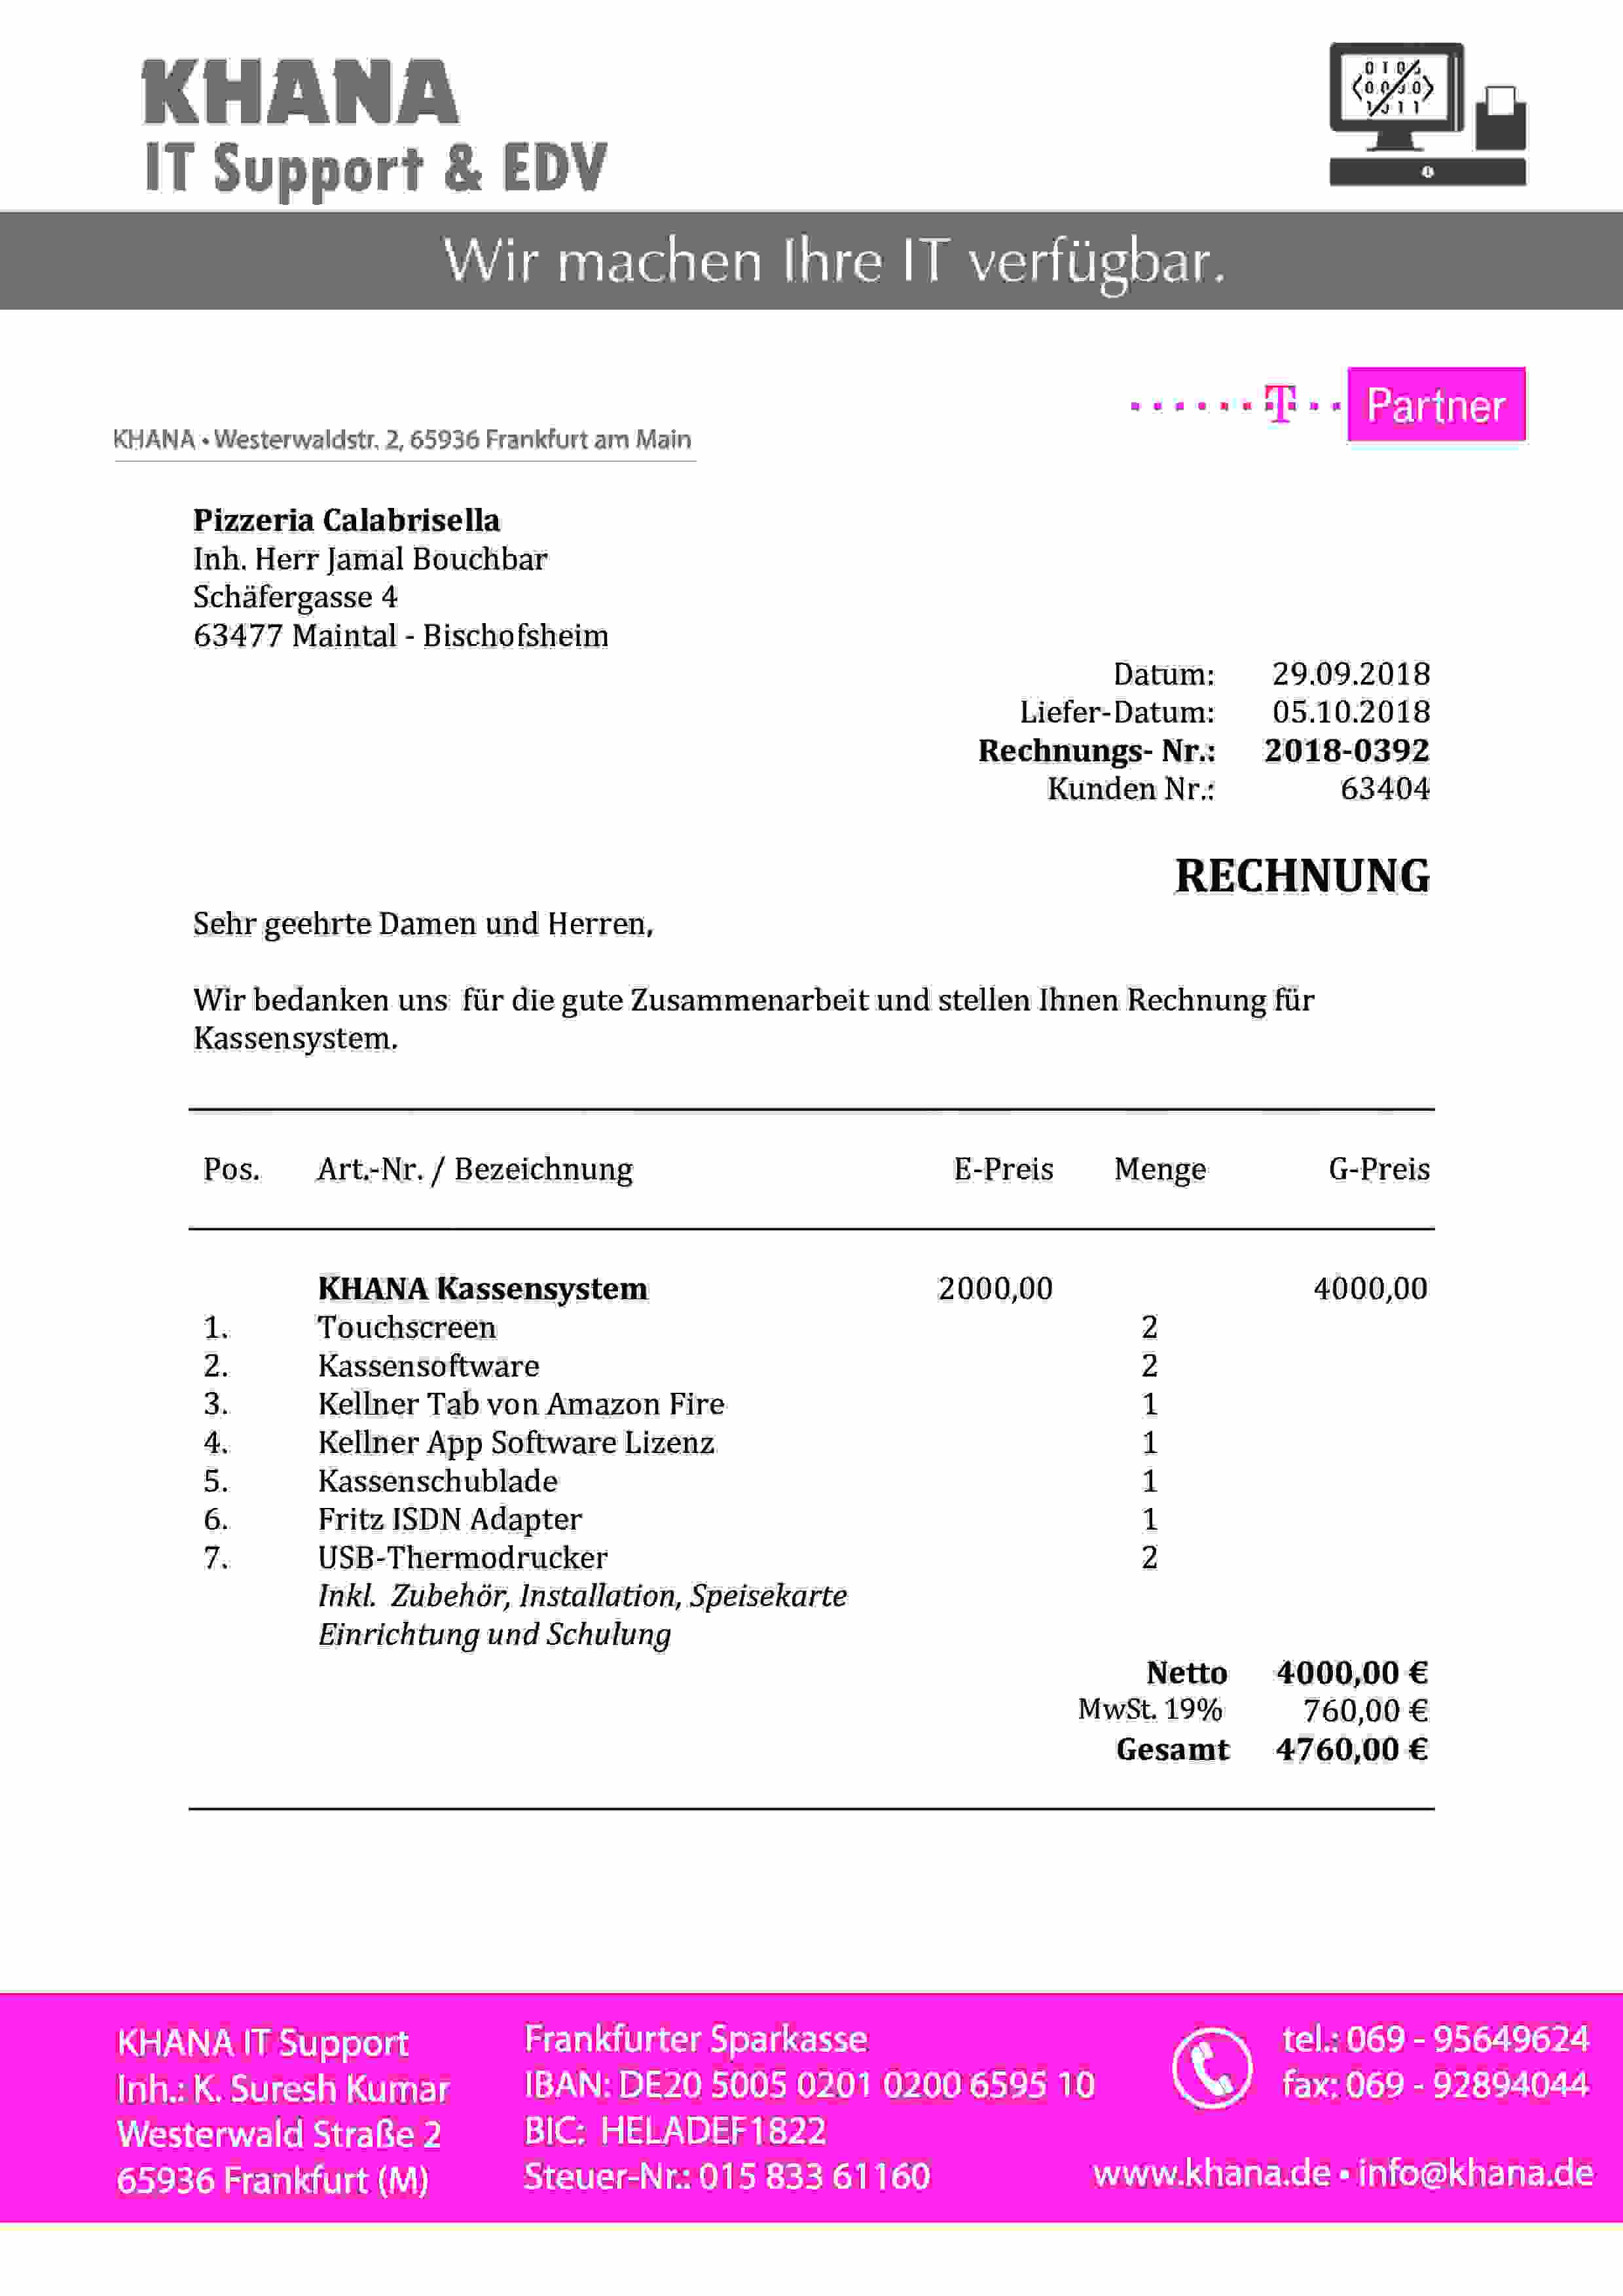 KHANA
IT Support & EDV
Wir machen Ihre IT verfügbar.
T Partner
KHANA • Westerwaldstr. 2, 65936 Frankfurt am Main
Pizzeria Calabrisella
Inh. Herr Jamal Bouchbar
Schäfergasse 4
63477 Maintal - Bischofsheim
Datum: 29.09.2018
Liefer-Datum: 05.10.2018
Rechnungs- Nr.: 2018-0392
Kunden Nr.: 63404
RECHNUNG
Sehr geehrte Damen und Herren,
Wir bedanken uns für die gute Zusammenarbeit und stellen Ihnen Rechnung für
Kassensystem.
Pos. Art.-Nr. / Bezeichnung E-Preis Menge G-Preis
KHANA Kassensystem 2000,00 4000,00
1. Touchscreen 2
2. Kassensoftware 2
3. Kellner Tab von Amazon Fire 1
4. Kellner App Software Lizenz 1
5. Kassenschublade 1
6. Fritz ISDN Adapter 1
7. USB-Thermodrucker 2
Inkl. Zubehör, Installation, Speisekarte
Einrichtung und Schulung
Netto 4000,00 €
MwSt. 19% 760,00 €
Gesamt 4760,00 €
KHANA IT Support
Inh.: K. Suresh Kumar
Westerwald Straße 2
65936 Frankfurt (M)
Frankfurter Sparkasse
IBAN: DE20 5005 0201 0200 6595 10
BIC: HELADEF1822
Steuer-Nr.: 015 833 61160
tel.: 069 - 95649624
fax: 069 - 92894044
www.khana.de • info@khana.de